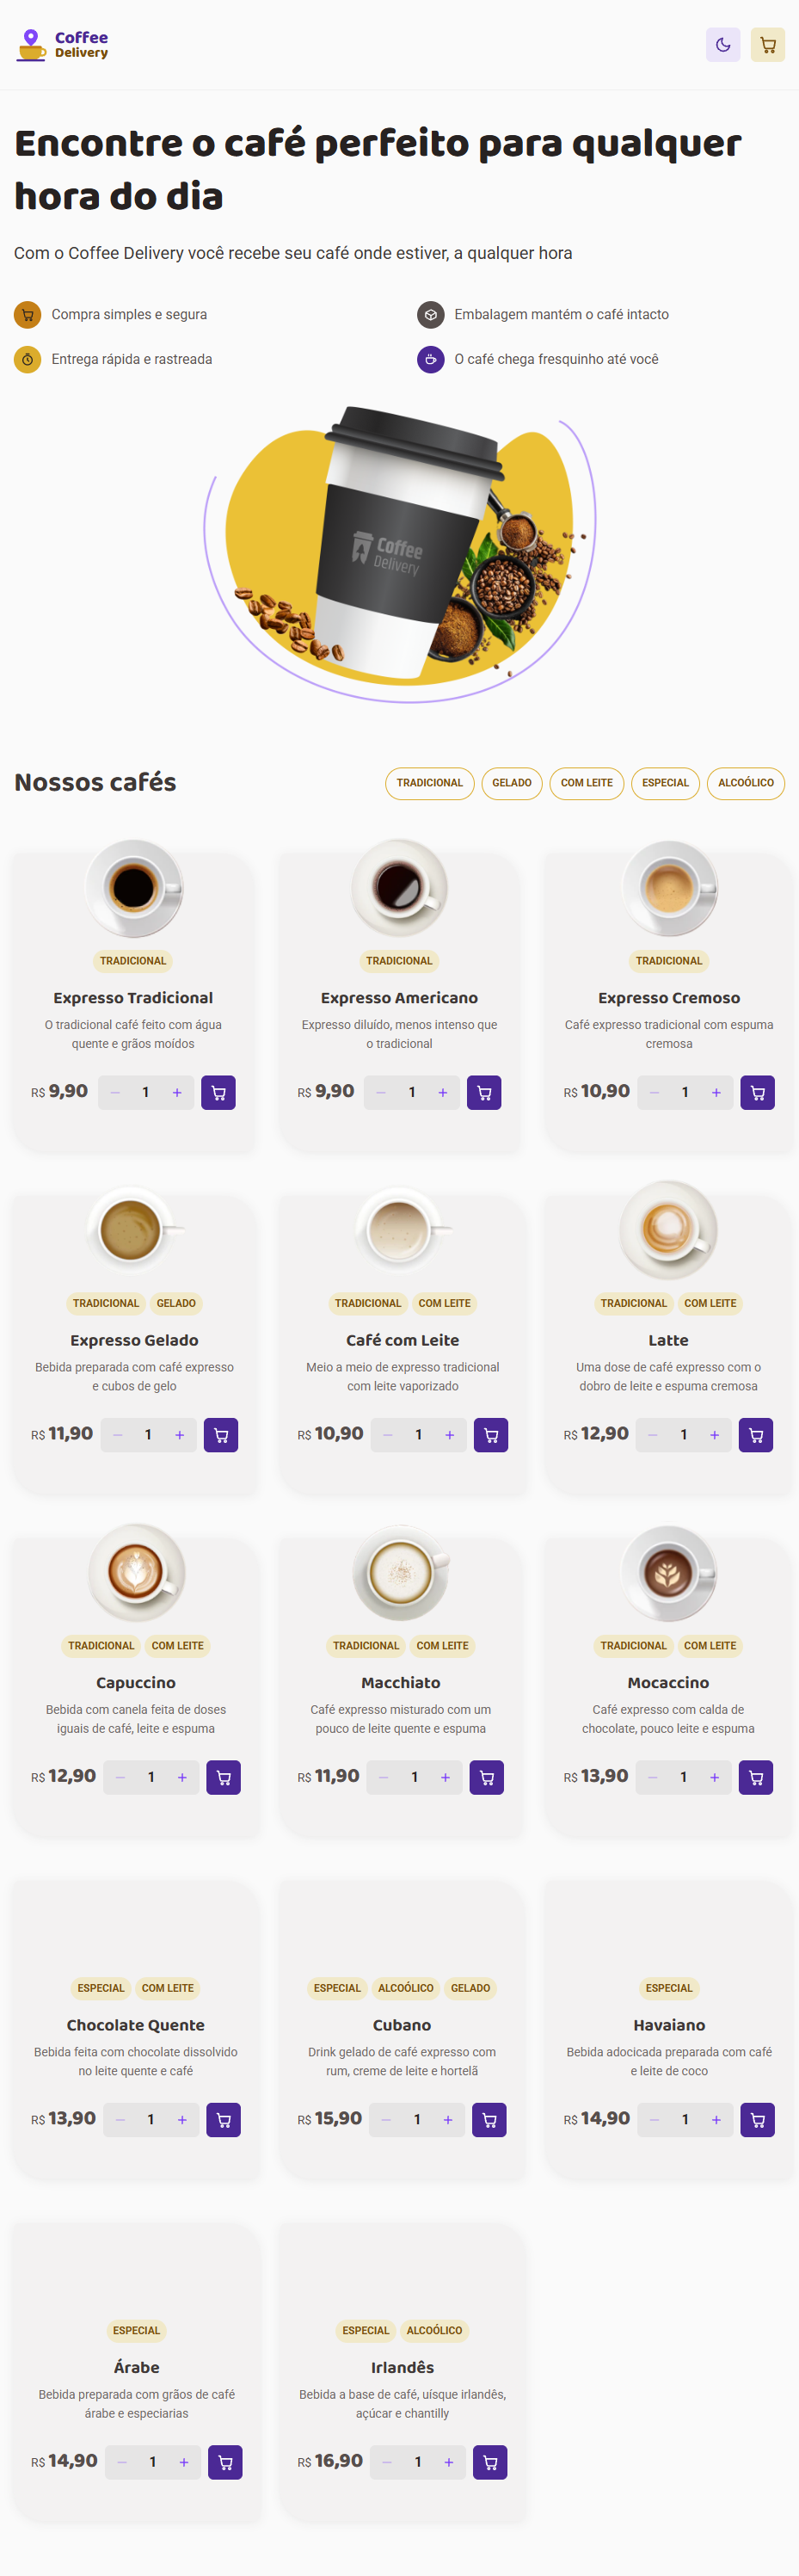 Coffee
Delivery
Encontre o café perfeito para qualquer
hora do dia
Com o Coffee Delivery você recebe seu café onde estiver, a qualquer hora
Compra simples e segura
Embalagem mantém o café intacto
Entrega rápida e rastreada
O café chega fresquinho até você
Coffee
Delivery
Nossos cafés
TRADICIONAL
GELADO
COM LEITE
ESPECIAL
ALCOÓLICO
TRADICIONAL
Expresso Tradicional
O tradicional café feito com água
quente e grãos moídos
R$ 9,90
1
TRADICIONAL
Expresso Americano
Expresso diluído, menos intenso que
o tradicional
R$ 9,90
1
TRADICIONAL
Expresso Cremoso
Café expresso tradicional com espuma
cremosa
R$ 10,90
1
TRADICIONAL GELADO
Expresso Gelado
Bebida preparada com café expresso
e cubos de gelo
R$ 11,90
1
TRADICIONAL COM LEITE
Café com Leite
Meio a meio de expresso tradicional
com leite vaporizado
R$ 10,90
1
TRADICIONAL COM LEITE
Latte
Uma dose de café expresso com o
dobro de leite e espuma cremosa
R$ 12,90
1
TRADICIONAL COM LEITE
Capuccino
Bebida com canela feita de doses
iguais de café, leite e espuma
R$ 12,90
1
TRADICIONAL COM LEITE
Macchiato
Café expresso misturado com um
pouco de leite quente e espuma
R$ 11,90
1
TRADICIONAL COM LEITE
Mocaccino
Café expresso com calda de
chocolate, pouco leite e espuma
R$ 13,90
1
ESPECIAL COM LEITE
Chocolate Quente
Bebida feita com chocolate dissolvido
no leite quente e café
R$ 13,90
1
ESPECIAL ALCOÓLICO GELADO
Cubano
Drink gelado de café expresso com
rum, creme de leite e hortelã
R$ 15,90
1
ESPECIAL
Havaiano
Bebida adocicada preparada com café
e leite de coco
R$ 14,90
1
ESPECIAL
Árabe
Bebida preparada com grãos de café
árabe e especiarias
R$ 14,90
1
ESPECIAL ALCOÓLICO
Irlandês
Bebida a base de café, uísque irlandês,
açúcar e chantilly
R$ 16,90
1